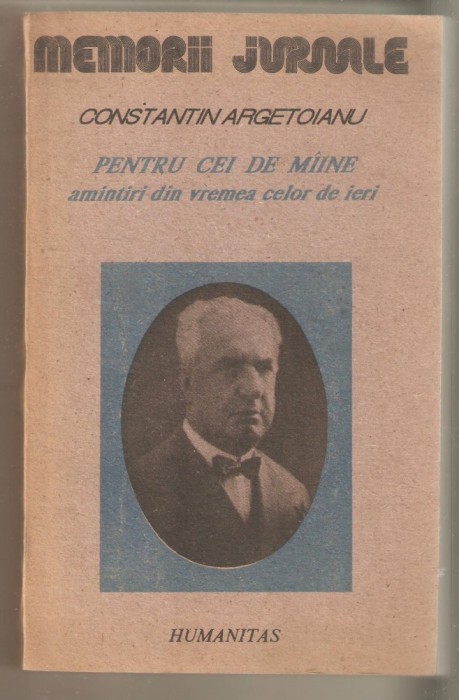 MEMORII JURNALE
CONSTANTIN ARGETOIANU
PENTRU CEI DE MÎINE
amintiri din vremea celor de ieri
HUMANITAS